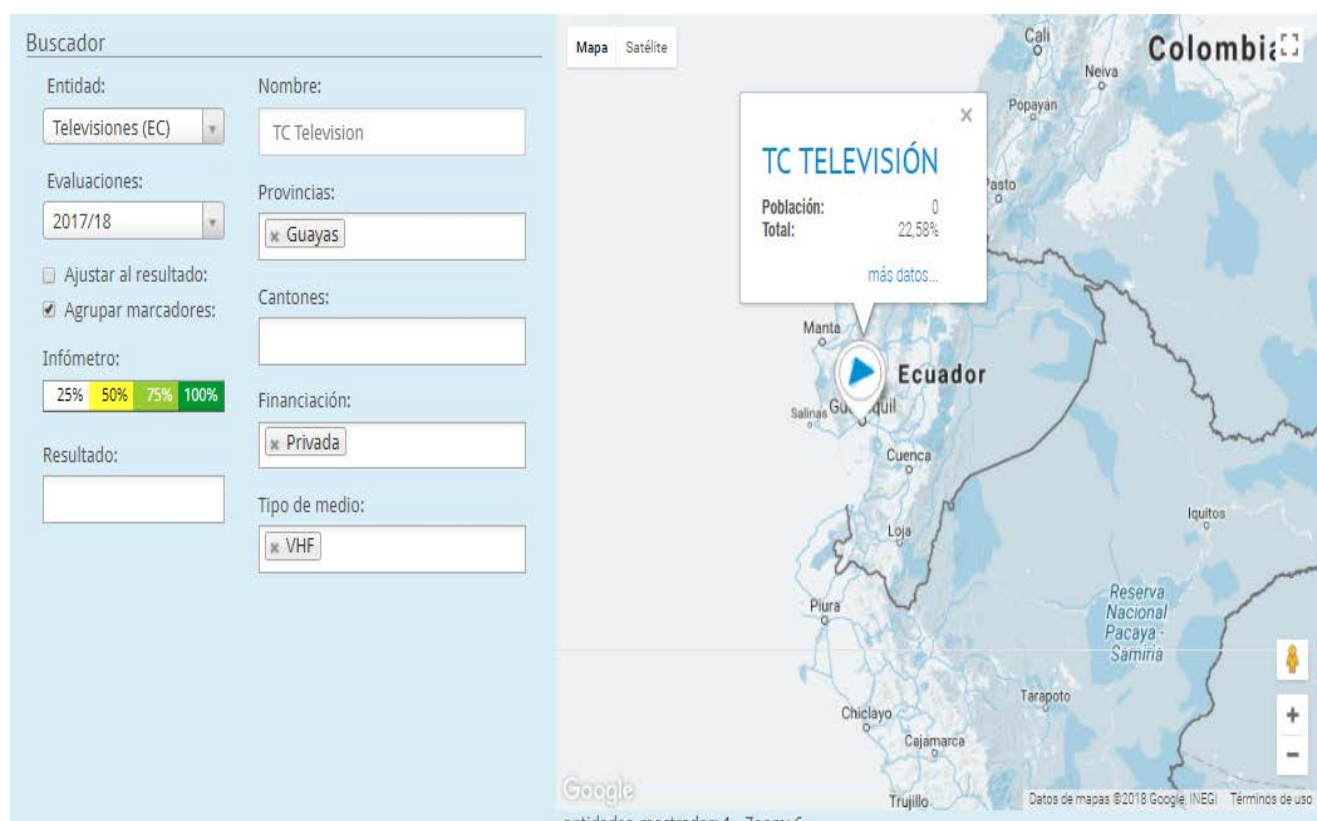 Buscador
Entidad:
Televisiones (EC)
Evaluaciones:
2017/18
Ajustar al resultado:
Agrupar marcadores:
Infómetro:
25% 50% 75% 100%
Resultado:
Nombre:
TC Television
Provincias:
× Guayas
Cantones:
Financiación:
× Privada
Tipo de medio:
× VHF
Mapa Satélite
Cali
Colombia
Neiva
Popayán
×
TC TELEVISIÓN
Pasto
Población: 0
Total: 22,58%
más datos...
Manta
Ecuador
Salinas
Cuenca
Iquitos
Loja
Piura
Reserva
Nacional
Pacaya -
Samiria
Tarapoto
Chiclayo
Cajamarca
Google
Trujillo
Datos de mapas ©2018 Google, INEGI Términos de uso